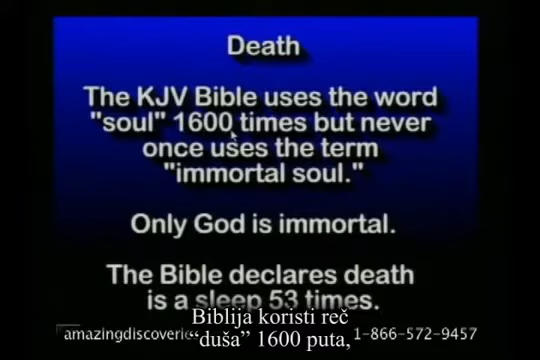 Death
The KJV Bible uses the word
"soul" 1600 times but never
once uses the term
"immortal soul."
Only God is immortal.
The Bible declares death
is a sleep 53 times.
Biblija koristi reč
“duša” 1600 puta,
1-866-572-9457